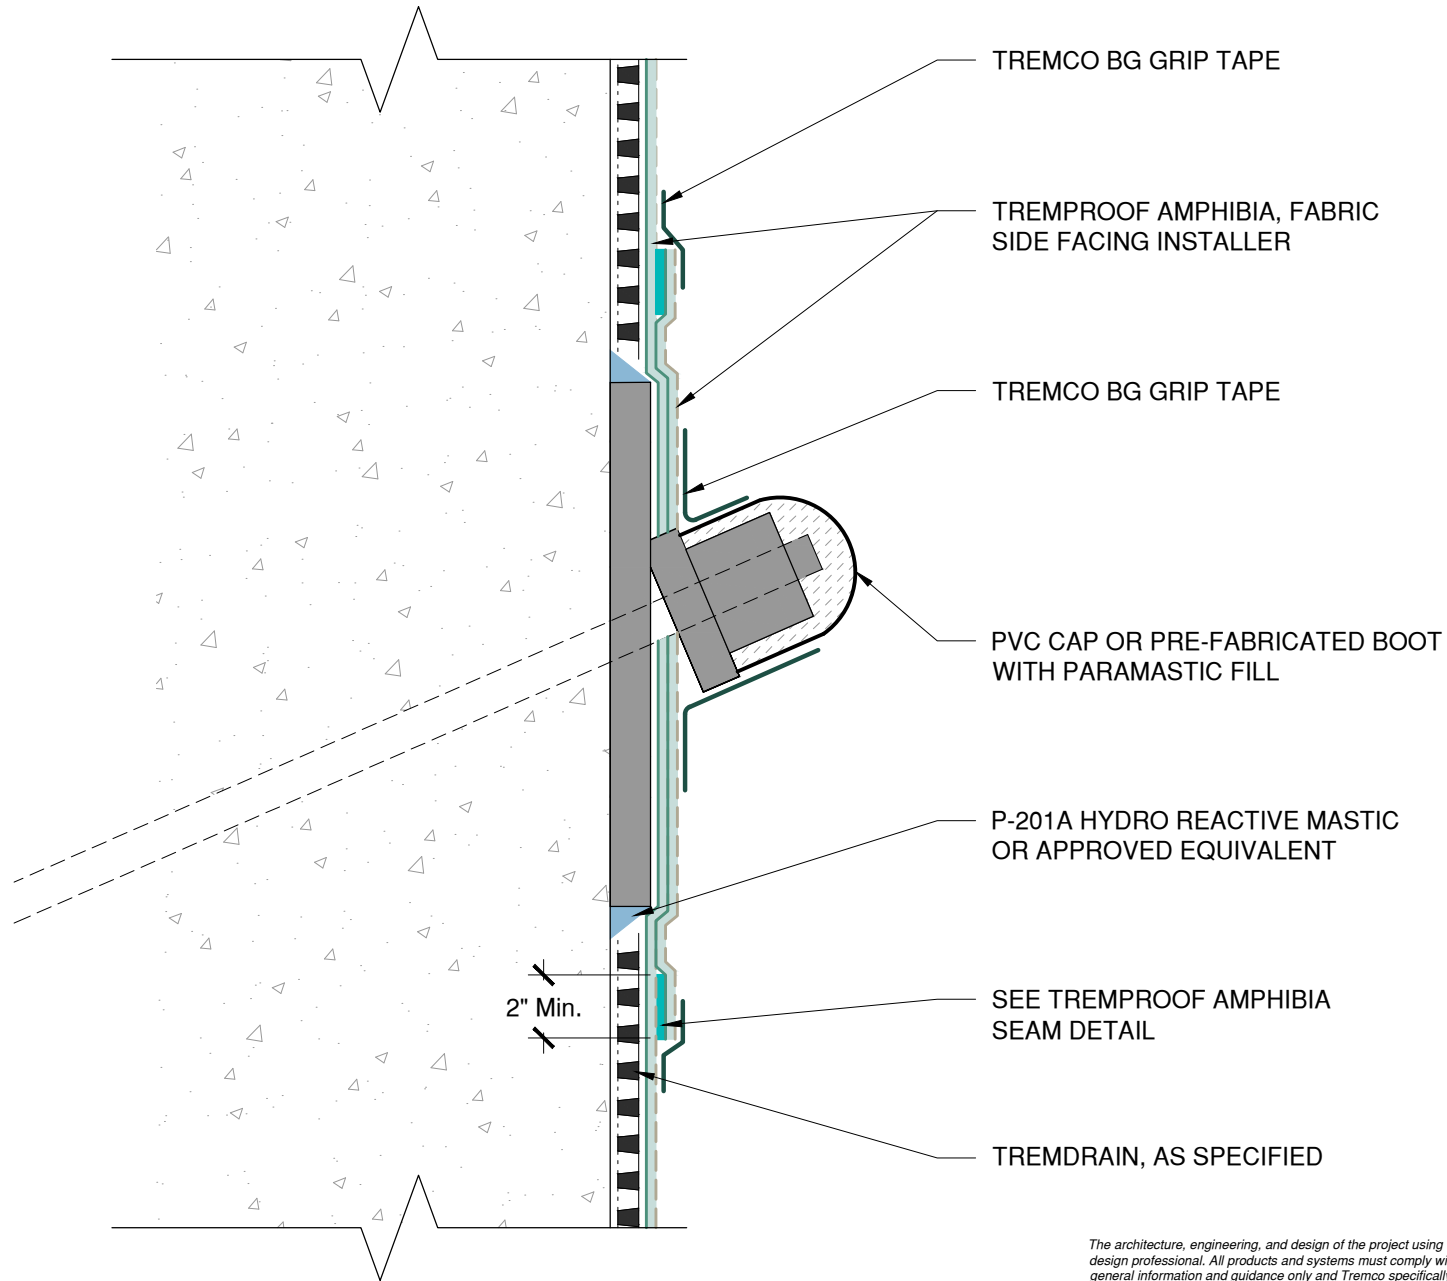 TREMCO BG GRIP TAPE
TREMPROOF AMPHIBIA, FABRIC
SIDE FACING INSTALLER
TREMCO BG GRIP TAPE
PVC CAP OR PRE-FABRICATED BOOT
WITH PARAMASTIC FILL
P-201A HYDRO REACTIVE MASTIC
OR APPROVED EQUIVALENT
2" Min.
SEE TREMPROOF AMPHIBIA
SEAM DETAIL
TREMDRAIN, AS SPECIFIED
The architecture, engineering, and design of the project using
design professional. All products and systems must comply wi
general information and guidance only and Tremco specifically